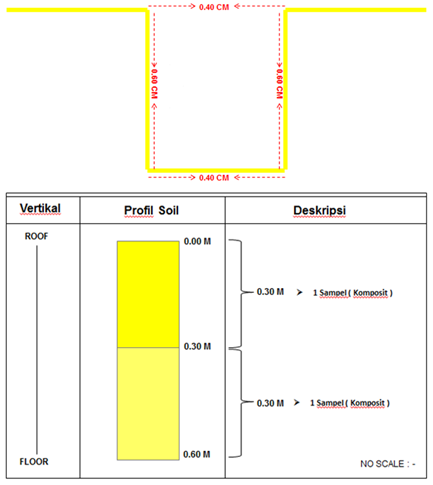 0.40 CM
0.60 CM
0.60 CM
0.40 CM
Vertikal
Profil Soil
Deskripsi
ROOF
0.00 M
0.30 M
1 Sampel ( Komposit )
0.30 M
0.30 M
1 Sampel ( Komposit )
0.60 M
FLOOR
NO SCALE : -